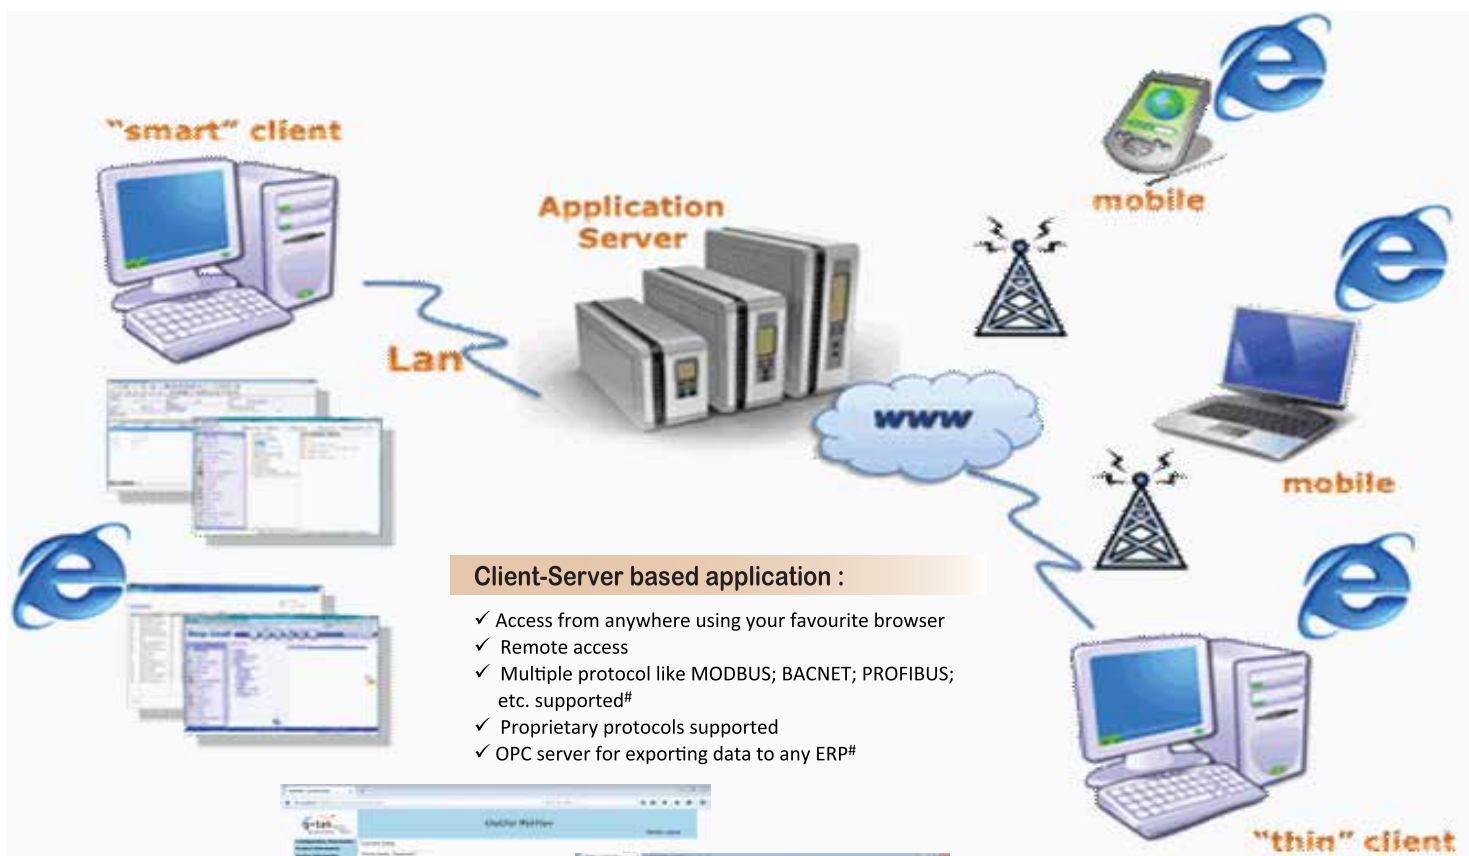 "smart" client
Application
Server
mobile
Lan
www
mobile
Client-Server based application :
✓ Access from anywhere using your favourite browser
✓ Remote access
✓ Multiple protocol like MODBUS; BACNET; PROFIBUS;
etc. supported#
✓ Proprietary protocols supported
✓ OPC server for exporting data to any ERP#
"thin" client